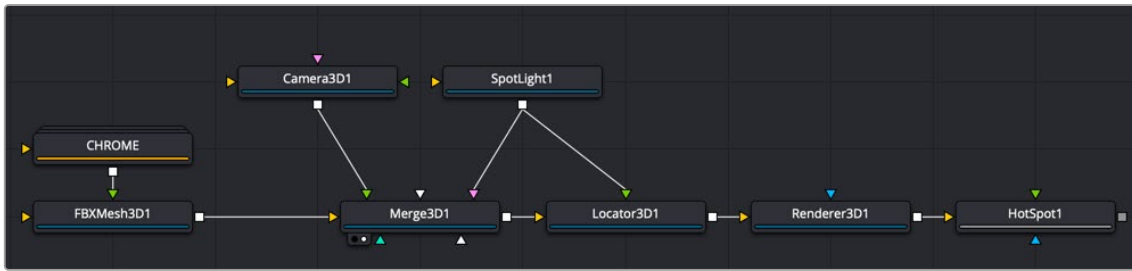 Camera3D1
SpotLight1
CHROME
FBXMesh3D1
Merge3D1
Locator3D1
Renderer3D1
HotSpot1